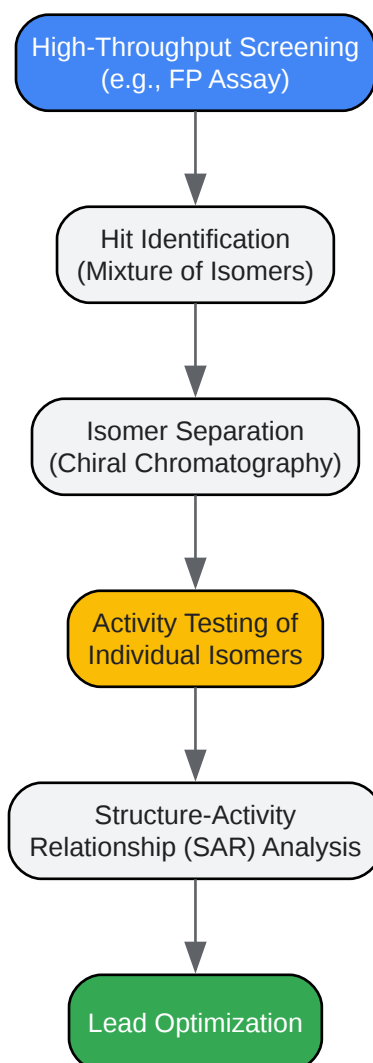 High-Throughput Screening
(e.g., FP Assay)
Hit Identification
(Mixture of Isomers)
Isomer Separation
(Chiral Chromatography)
Activity Testing of
Individual Isomers
Structure-Activity
Relationship (SAR) Analysis
Lead Optimization